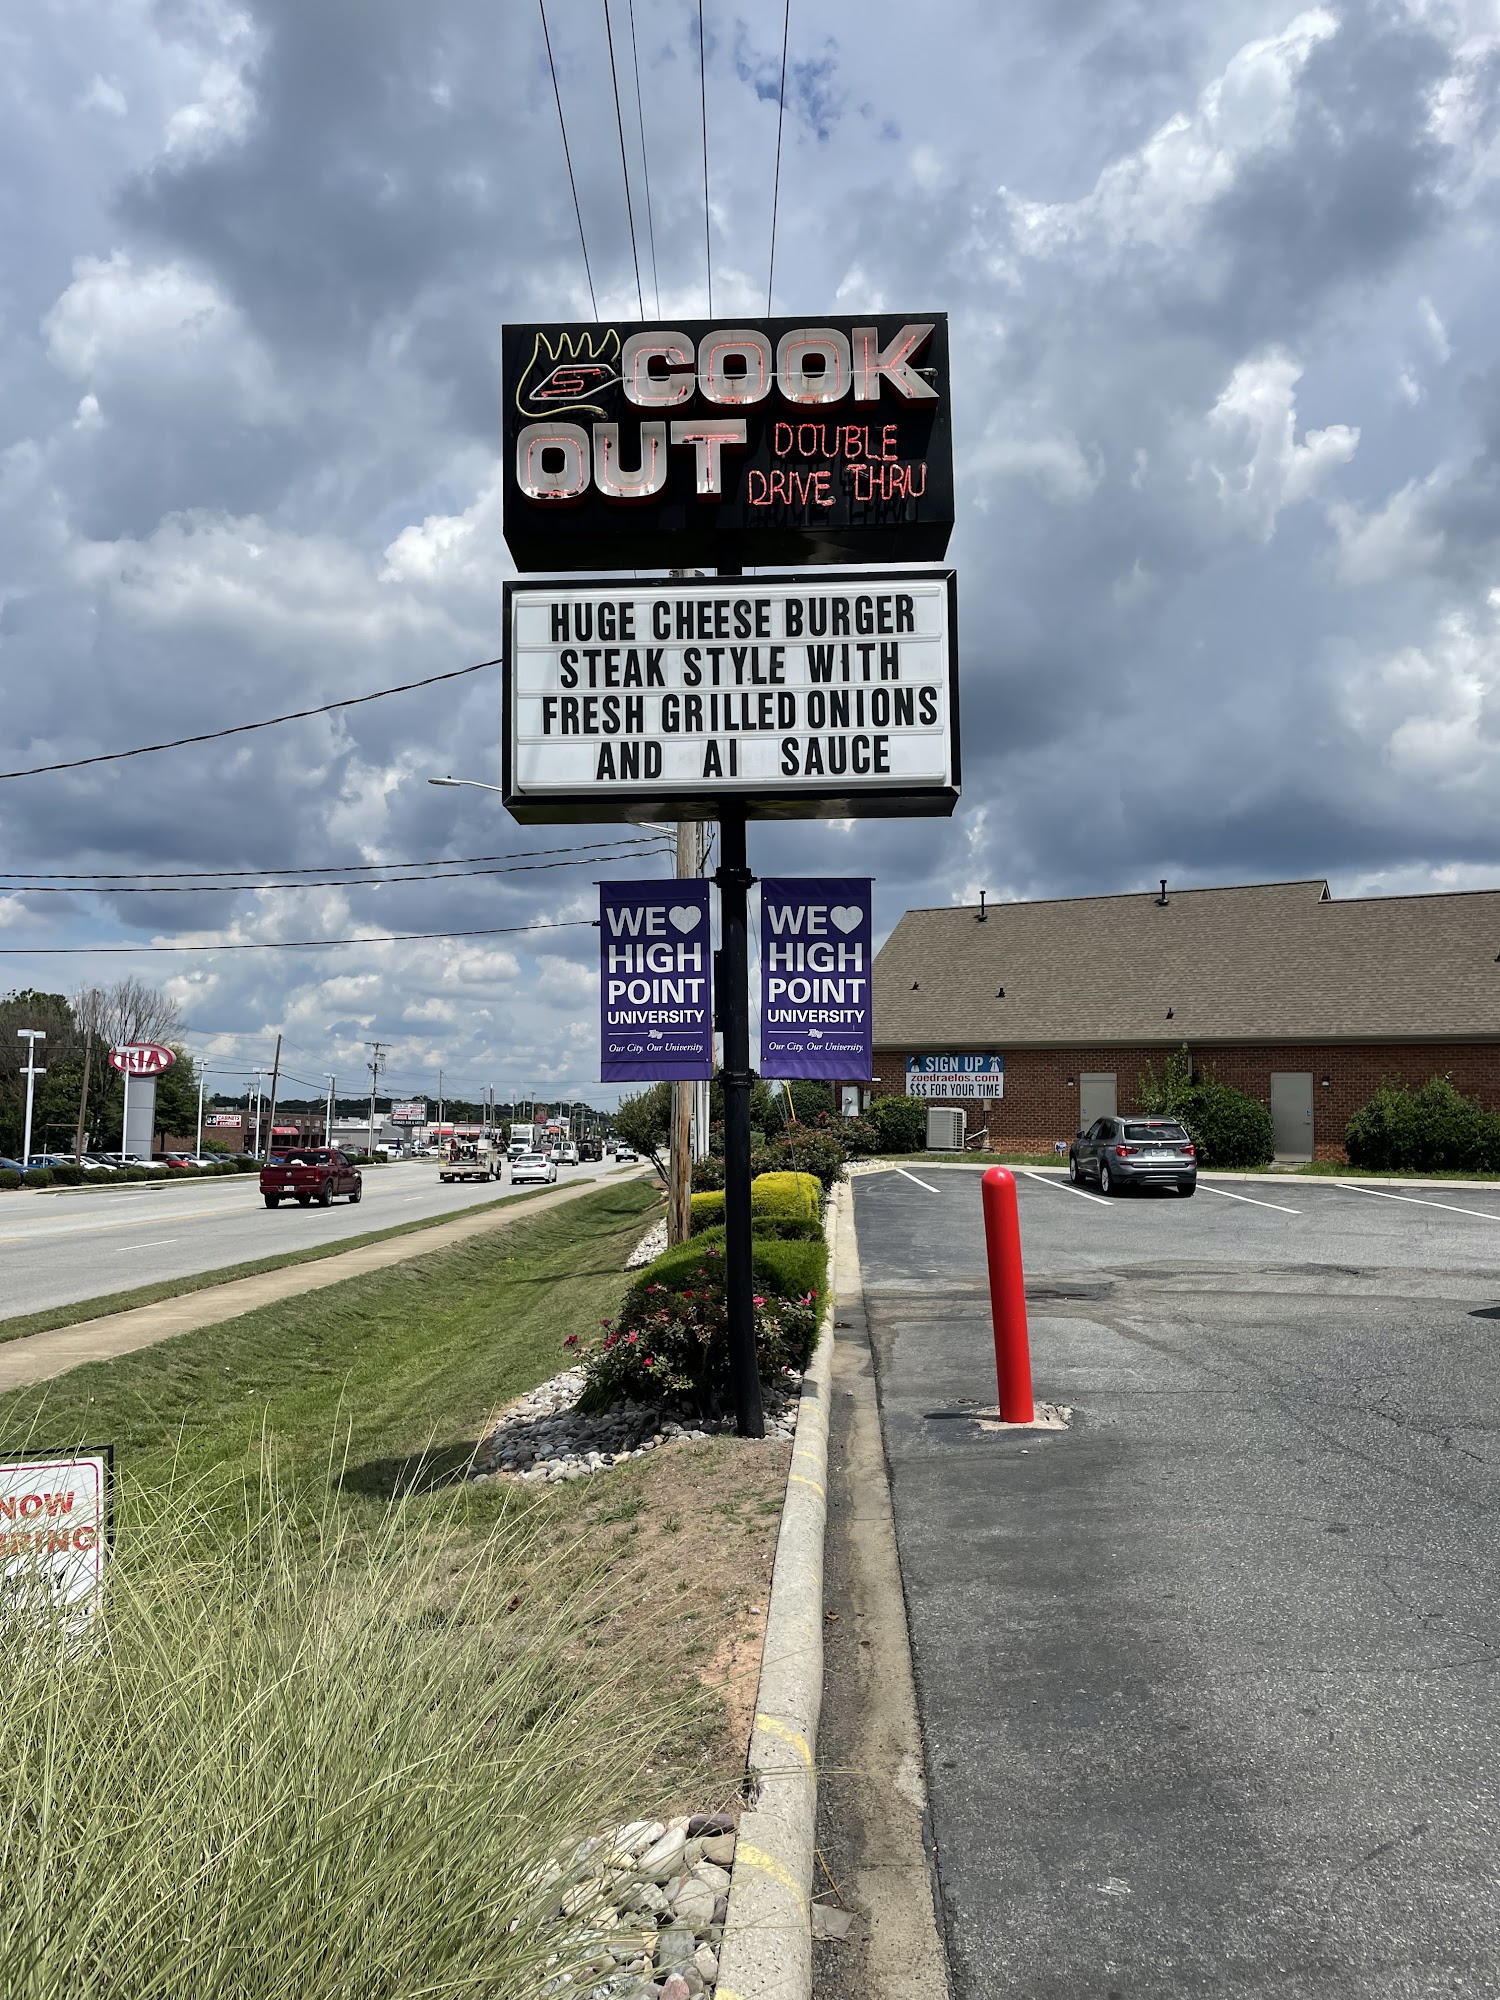 COOK
OUT
DOUBLE
DRIVE THRU
HUGE CHEESE BURGER
STEAK STYLE WITH
FRESH GRILLED ONIONS
AND AI SAUCE
WE
HIGH
POINT
UNIVERSITY
Our City. Our University.
WE
HIGH
POINT
UNIVERSITY
Our City. Our University.
KIA
SIGN UP
zoedraelos.com
$$$ FOR YOUR TIME
CABINETS
NOW